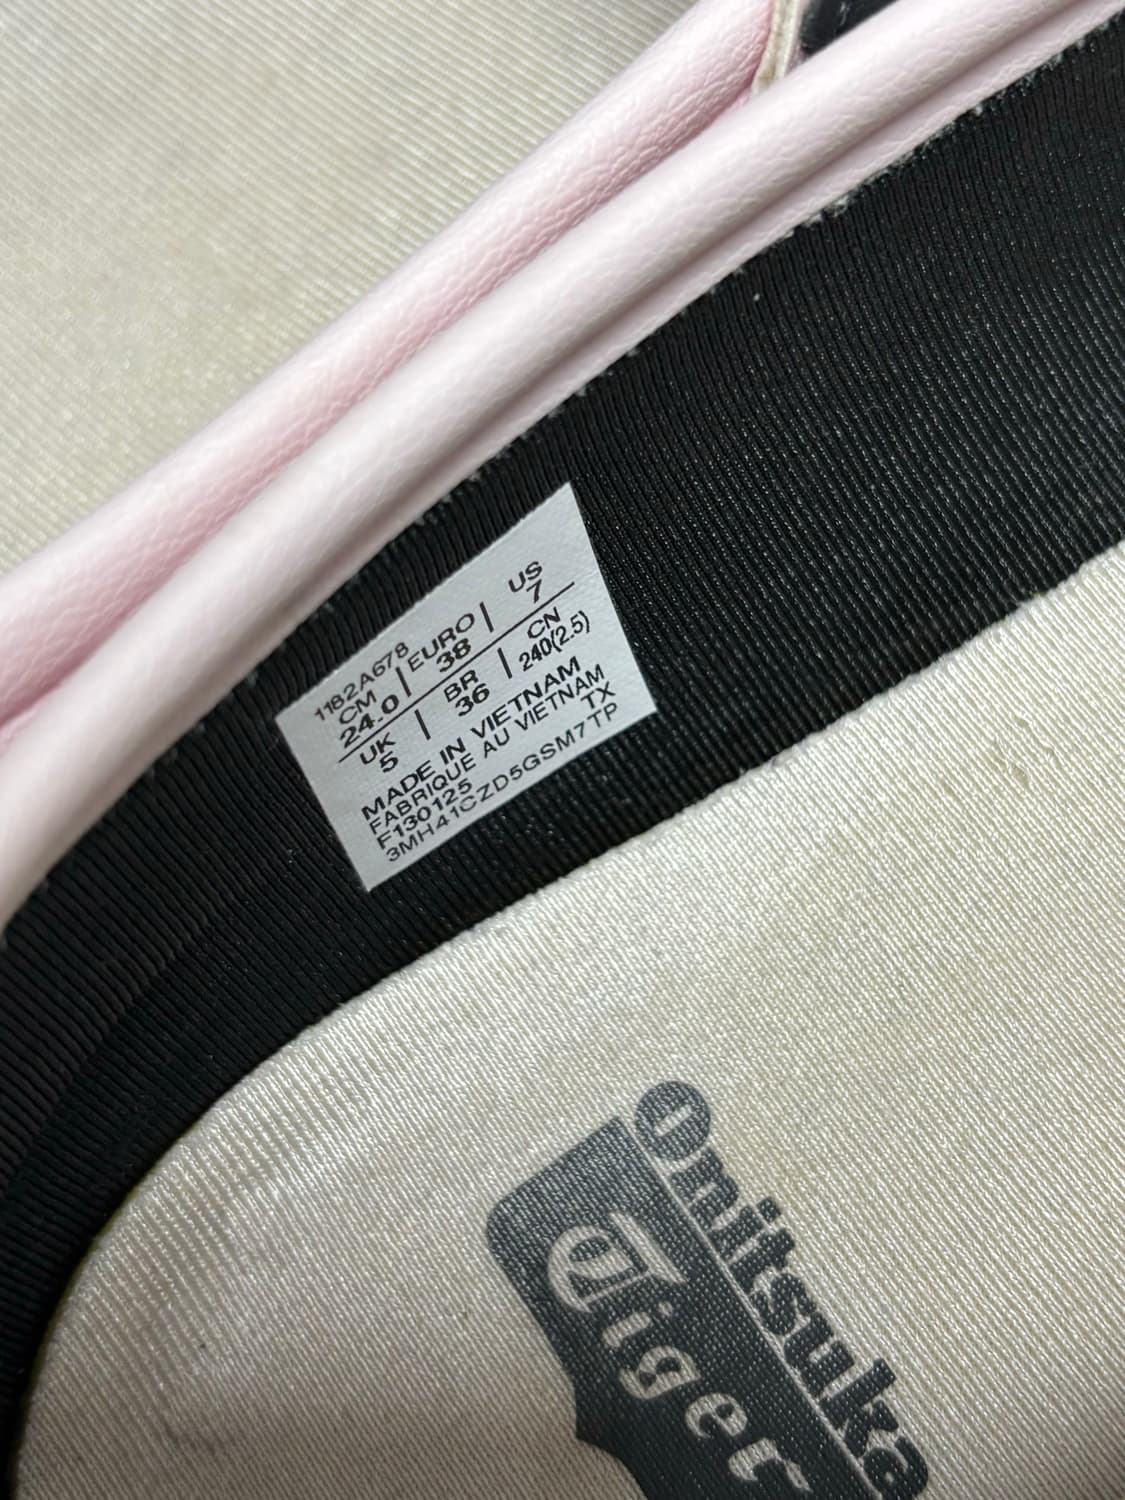 1182A678
CM | EURO | US
24.0 38 7
UK | BR | CN
5 36 240(2.5)
MADE IN VIETNAM
FABRIQUE AU VIETNAM
F130125 TX
3MH41CZD5GSM7TP
Onitsuka
Tiger